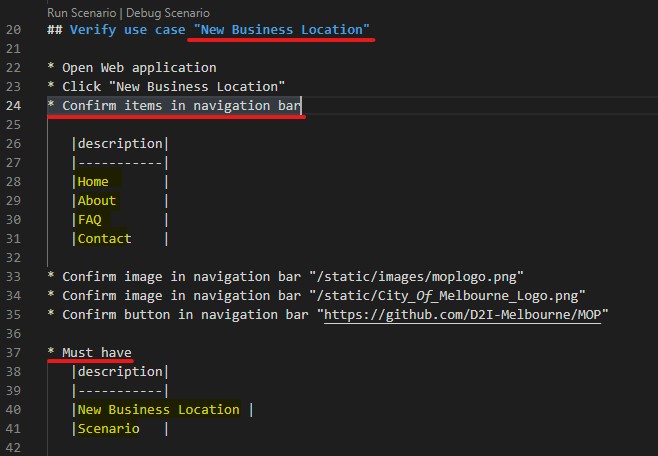 Run Scenario | Debug Scenario
20 ## Verify use case "New Business Location"
21
22 * Open Web application
23 * Click "New Business Location"
24 * Confirm items in navigation bar
25
26 |description|
27 |-----------|
28 |Home |
29 |About |
30 |FAQ |
31 |Contact |
32
33 * Confirm image in navigation bar "/static/images/moplogo.png"
34 * Confirm image in navigation bar "/static/City_Of_Melbourne_Logo.png"
35 * Confirm button in navigation bar "https://github.com/D2I-Melbourne/MOP"
36
37 * Must have
38 |description|
39 |-----------|
40 |New Business Location |
41 |Scenario |
42